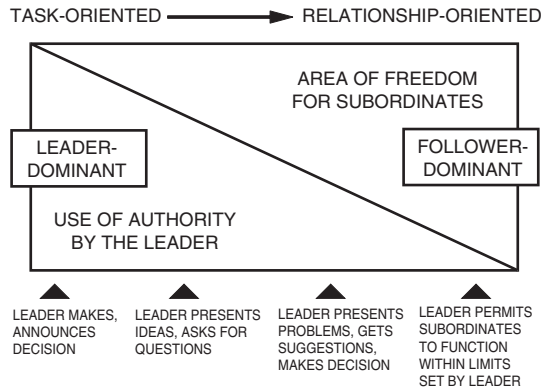 TASK-ORIENTED RELATIONSHIP-ORIENTED
AREA OF FREEDOM
FOR SUBORDINATES
LEADER-
DOMINANT
FOLLOWER-
DOMINANT
USE OF AUTHORITY
BY THE LEADER
LEADER MAKES,
ANNOUNCES
DECISION
LEADER PRESENTS
IDEAS, ASKS FOR
QUESTIONS
LEADER PRESENTS
PROBLEMS, GETS
SUGGESTIONS,
MAKES DECISION
LEADER PERMITS
SUBORDINATES
TO FUNCTION
WITHIN LIMITS
SET BY LEADER